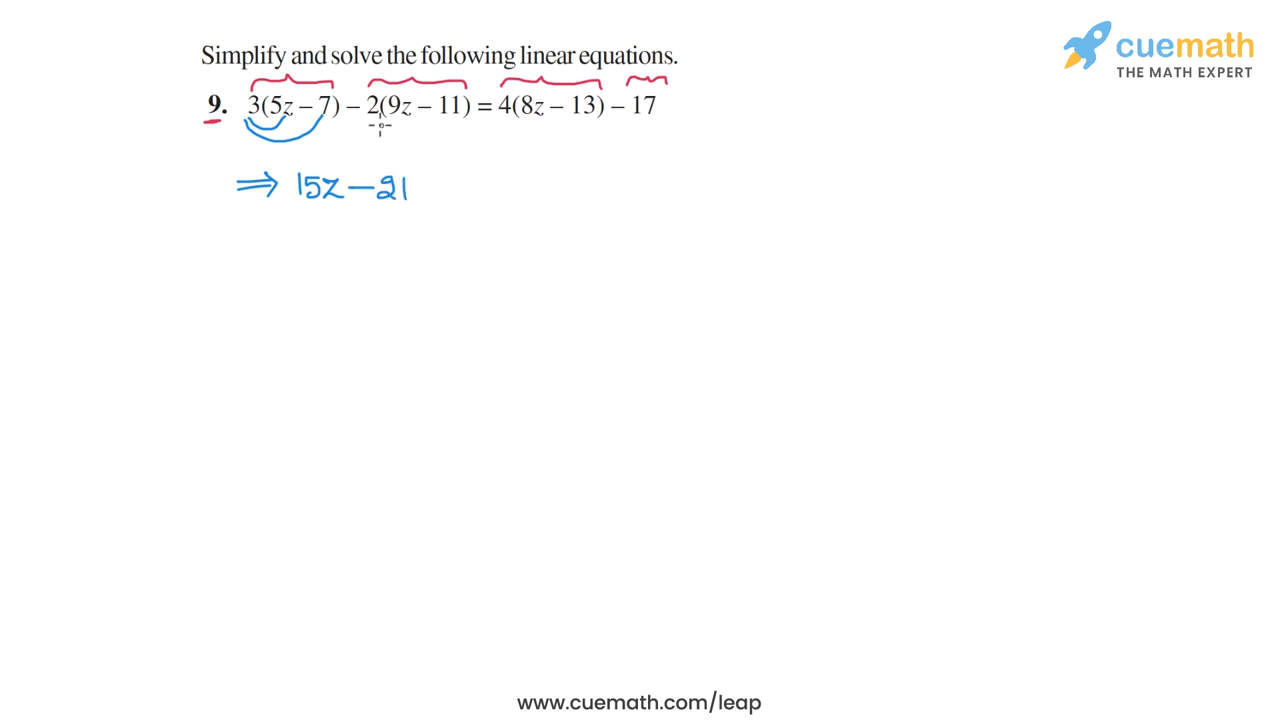 cuemath
THE MATH EXPERT
Simplify and solve the following linear equations.
9. 3(5z – 7) – 2(9z – 11) = 4(8z – 13) – 17
⟹ 15z – 21
www.cuemath.com/leap